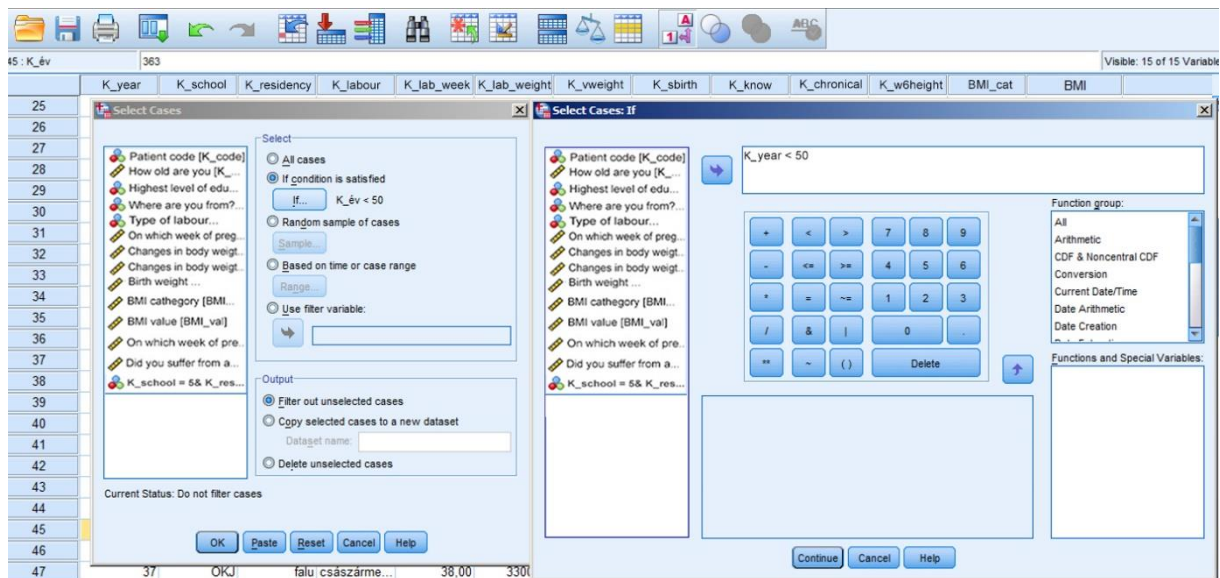 A
1
ABC
45 : K_év
363
Visible: 15 of 15 Variable
K_year K_school K_residency K_labour K_lab_week K_lab_weight K_vweight K_sbirth K_know K_chronical K_w6height BMI_cat BMI
25
26
27
28
29
30
31
32
33
34
35
36
37
38
39
40
41
42
43
44
45
46
47 37 OKJ falu császárme... 38,00 330
Select Cases
Patient code [K_code]
How old are you [K_...
Highest level of edu...
Where are you from?...
Type of labour...
On which week of preg...
Changes in body weigt...
Changes in body weigt...
Birth weight ...
BMI cathegory [BMI...
BMI value [BMI_val]
On which week of pre...
Did you suffer from a...
K_school = 5& K_res...
Select
All cases
If condition is satisfied
If... K_év < 50
Random sample of cases
Sample...
Based on time or case range
Range...
Use filter variable:
Output
Filter out unselected cases
Copy selected cases to a new dataset
Dataset name:
Delete unselected cases
Current Status: Do not filter cases
OK Paste Reset Cancel Help
Select Cases: If
Patient code [K_code]
How old are you [K_...
Highest level of edu...
Where are you from?...
Type of labour...
On which week of preg...
Changes in body weigt...
Changes in body weigt...
Birth weight ...
BMI cathegory [BMI...
BMI value [BMI_val]
On which week of pre...
Did you suffer from a...
K_school = 5& K_res...
K_year < 50
+ < > 7 8 9
- <= >= 4 5 6
* = ~= 1 2 3
/ & | 0 .
** ~ ( ) Delete
Function group:
All
Arithmetic
CDF & Noncentral CDF
Conversion
Current Date/Time
Date Arithmetic
Date Creation
Functions and Special Variables:
Continue Cancel Help